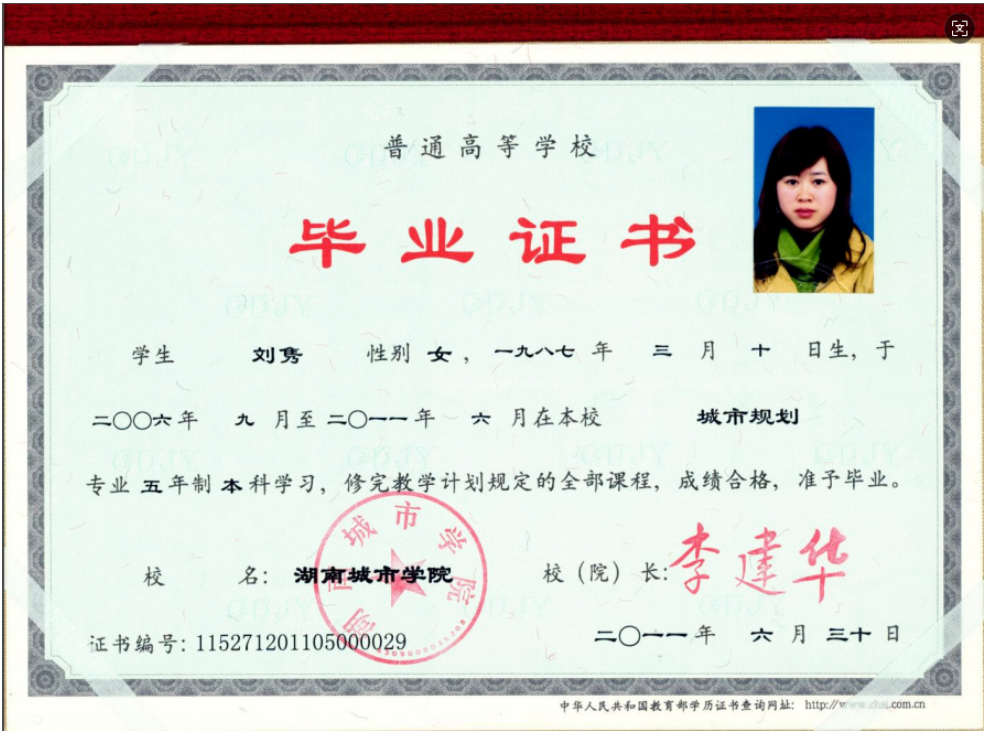 普通高等学校
毕业证书
学生 刘隽 性别 女，一九八七 年 三 月 十 日生，于
二〇〇六年 九 月至 二〇一一年 六 月在本校 城市规划
专业 五年制 本科学习，修完教学计划规定的全部课程，成绩合格，准予毕业。
湖南城市学院
校 名：湖南城市学院 校（院）长：李建华
证书编号：115271201105000029 二〇一一年 六 月 三十 日
中华人民共和国教育部学历证书查询网址： http://www.chsi.com.cn